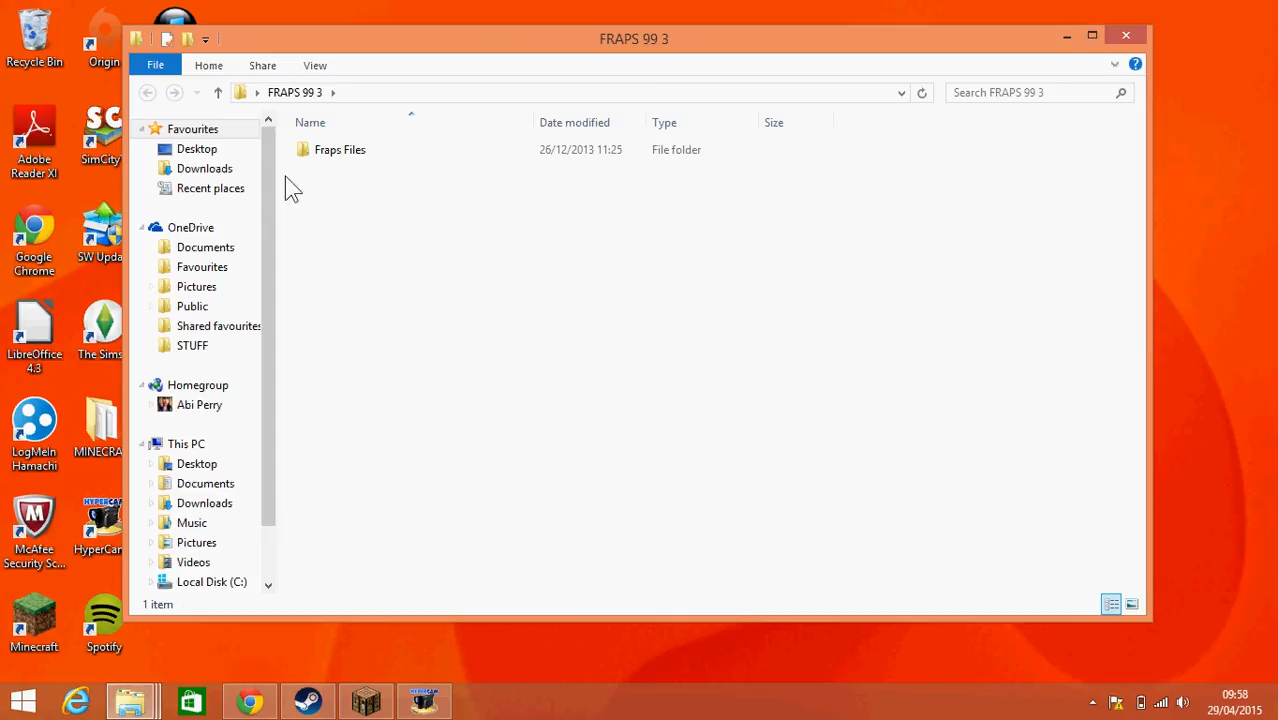 FRAPS 99 3
File
Home
Share
View
FRAPS 99 3
Search FRAPS 99 3
Name
Date modified
Type
Size
Fraps Files
26/12/2013 11:25
File folder
Favourites
Desktop
Downloads
Recent places
OneDrive
Documents
Favourites
Pictures
Public
Shared favourites
STUFF
Homegroup
Abi Perry
This PC
Desktop
Documents
Downloads
Music
Pictures
Videos
Local Disk (C:)
1 item
Recycle Bin
Origin
Adobe
Reader XI
SC
SimCity
Google
Chrome
SW Upda
LibreOffice
4.3
The Sims
LogMeIn
Hamachi
MINECRA
McAfee
Security Sc...
HYPERCAM
HyperCam
Minecraft
Spotify
HYPERCAM
09:58
29/04/2015